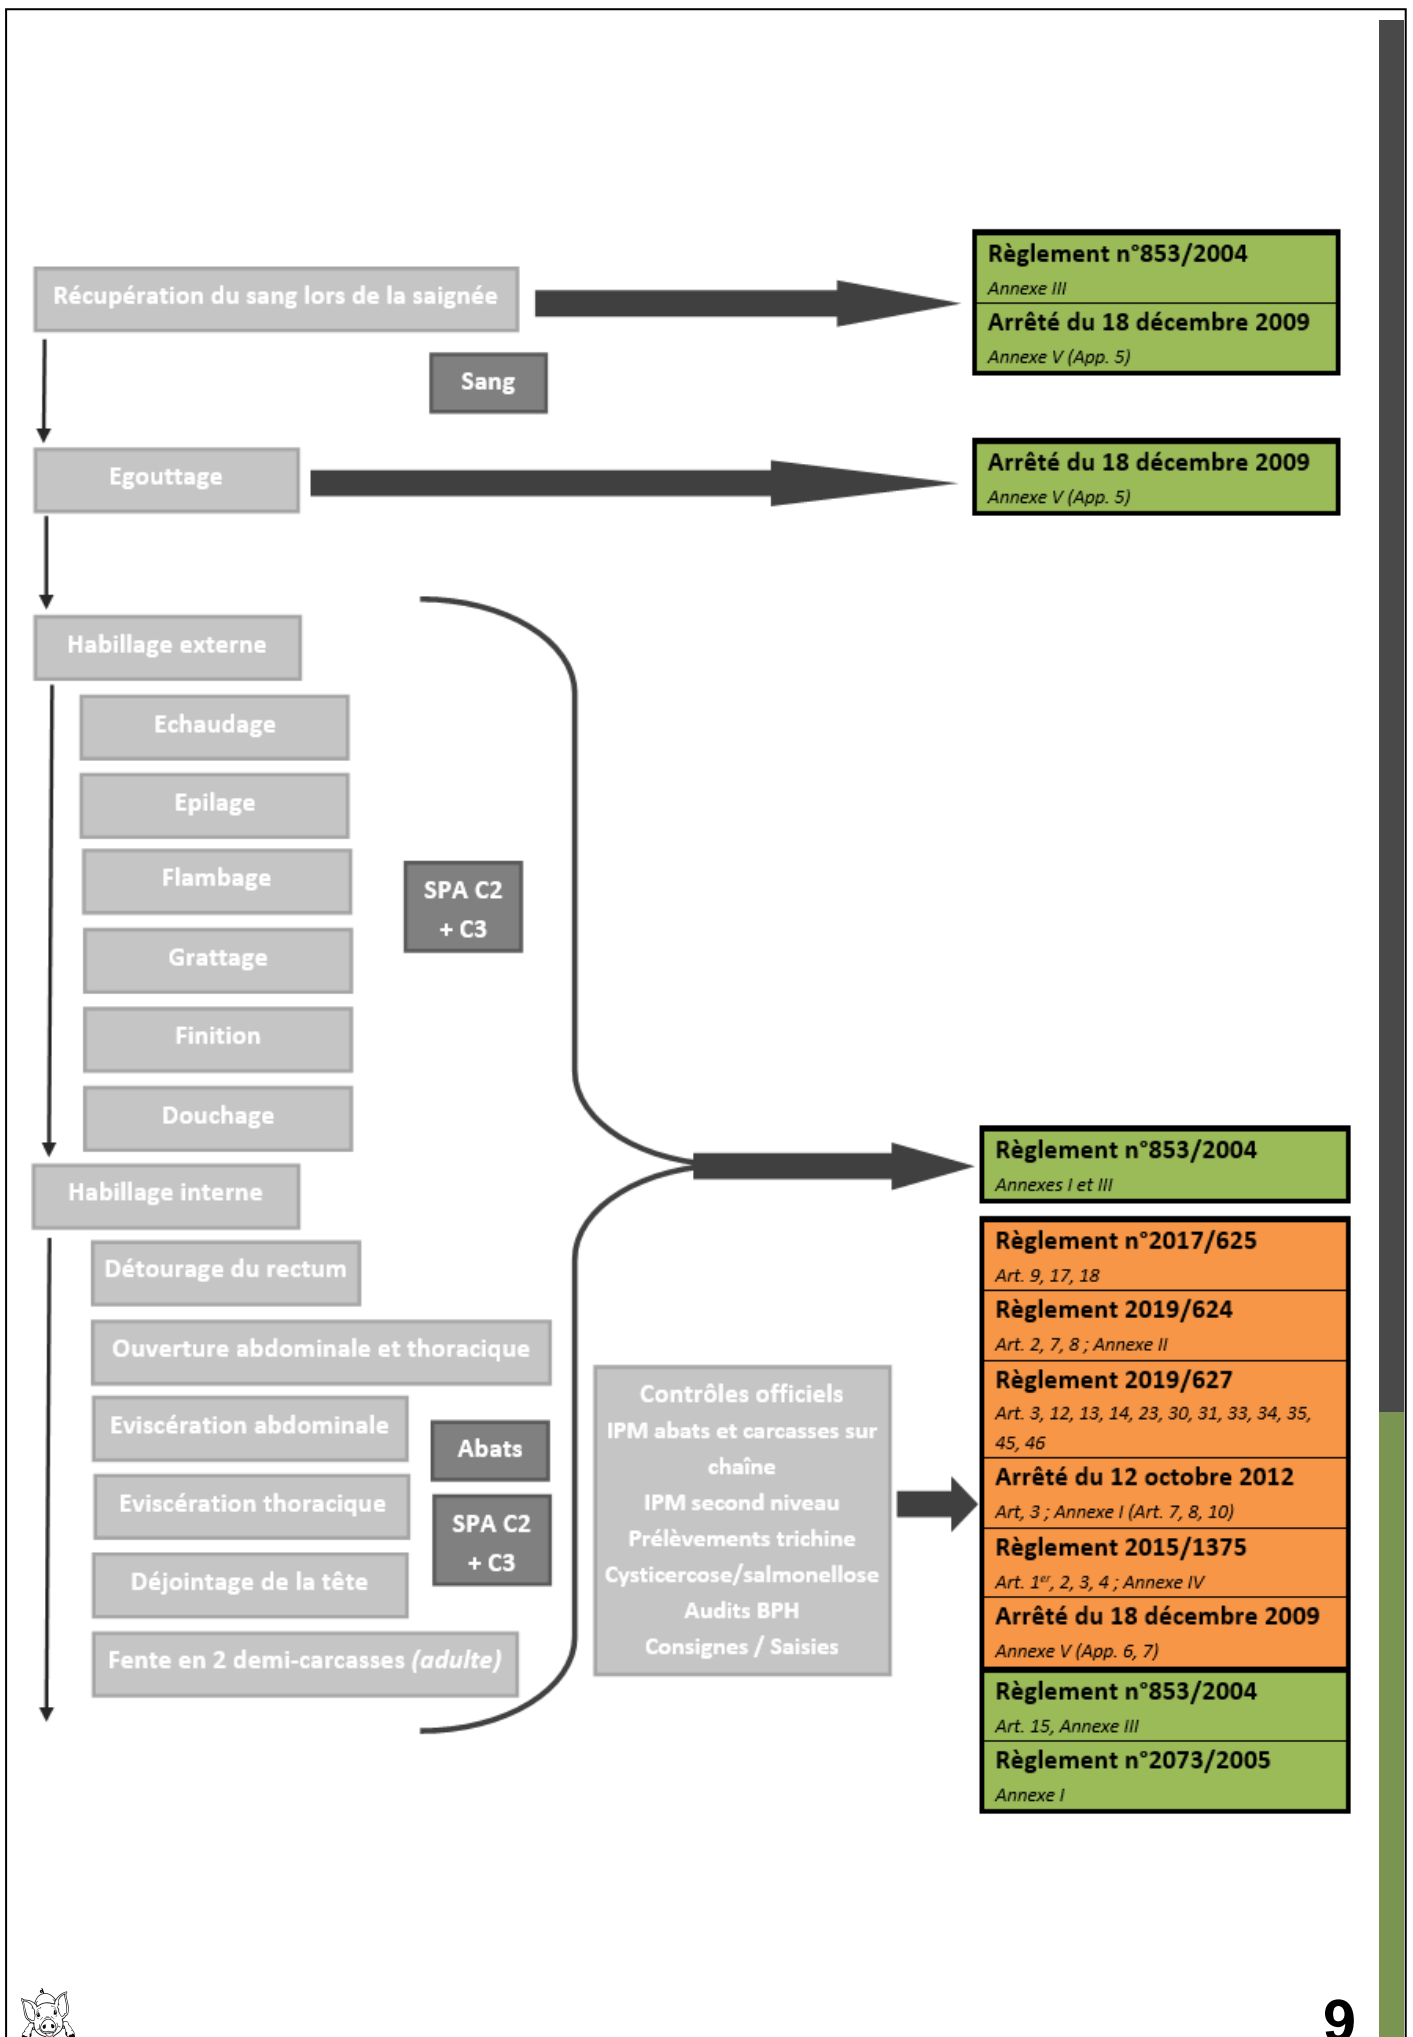 Récupération du sang lors de la saignée
Règlement n°853/2004
Annexe III
Arrêté du 18 décembre 2009
Annexe V (App. 5)
Sang
Egouttage
Arrêté du 18 décembre 2009
Annexe V (App. 5)
Habillage externe
Echaudage
Epilage
Flambage
Grattage
Finition
Douchage
SPA C2
+ C3
Règlement n°853/2004
Annexes I et III
Habillage interne
Détourage du rectum
Ouverture abdominale et thoracique
Eviscération abdominale
Eviscération thoracique
Déjointage de la tête
Fente en 2 demi-carcasses (adulte)
Abats
SPA C2
+ C3
Contrôles officiels
IPM abats et carcasses sur
chaîne
IPM second niveau
Prélèvements trichine
Cysticercose/salmonellose
Audits BPH
Consignes / Saisies
Règlement n°2017/625
Art. 9, 17, 18
Règlement 2019/624
Art. 2, 7, 8 ; Annexe II
Règlement 2019/627
Art. 3, 12, 13, 14, 23, 30, 31, 33, 34, 35,
45, 46
Arrêté du 12 octobre 2012
Art, 3 ; Annexe I (Art. 7, 8, 10)
Règlement 2015/1375
Art. 1er, 2, 3, 4 ; Annexe IV
Arrêté du 18 décembre 2009
Annexe V (App. 6, 7)
Règlement n°853/2004
Art. 15, Annexe III
Règlement n°2073/2005
Annexe I
9